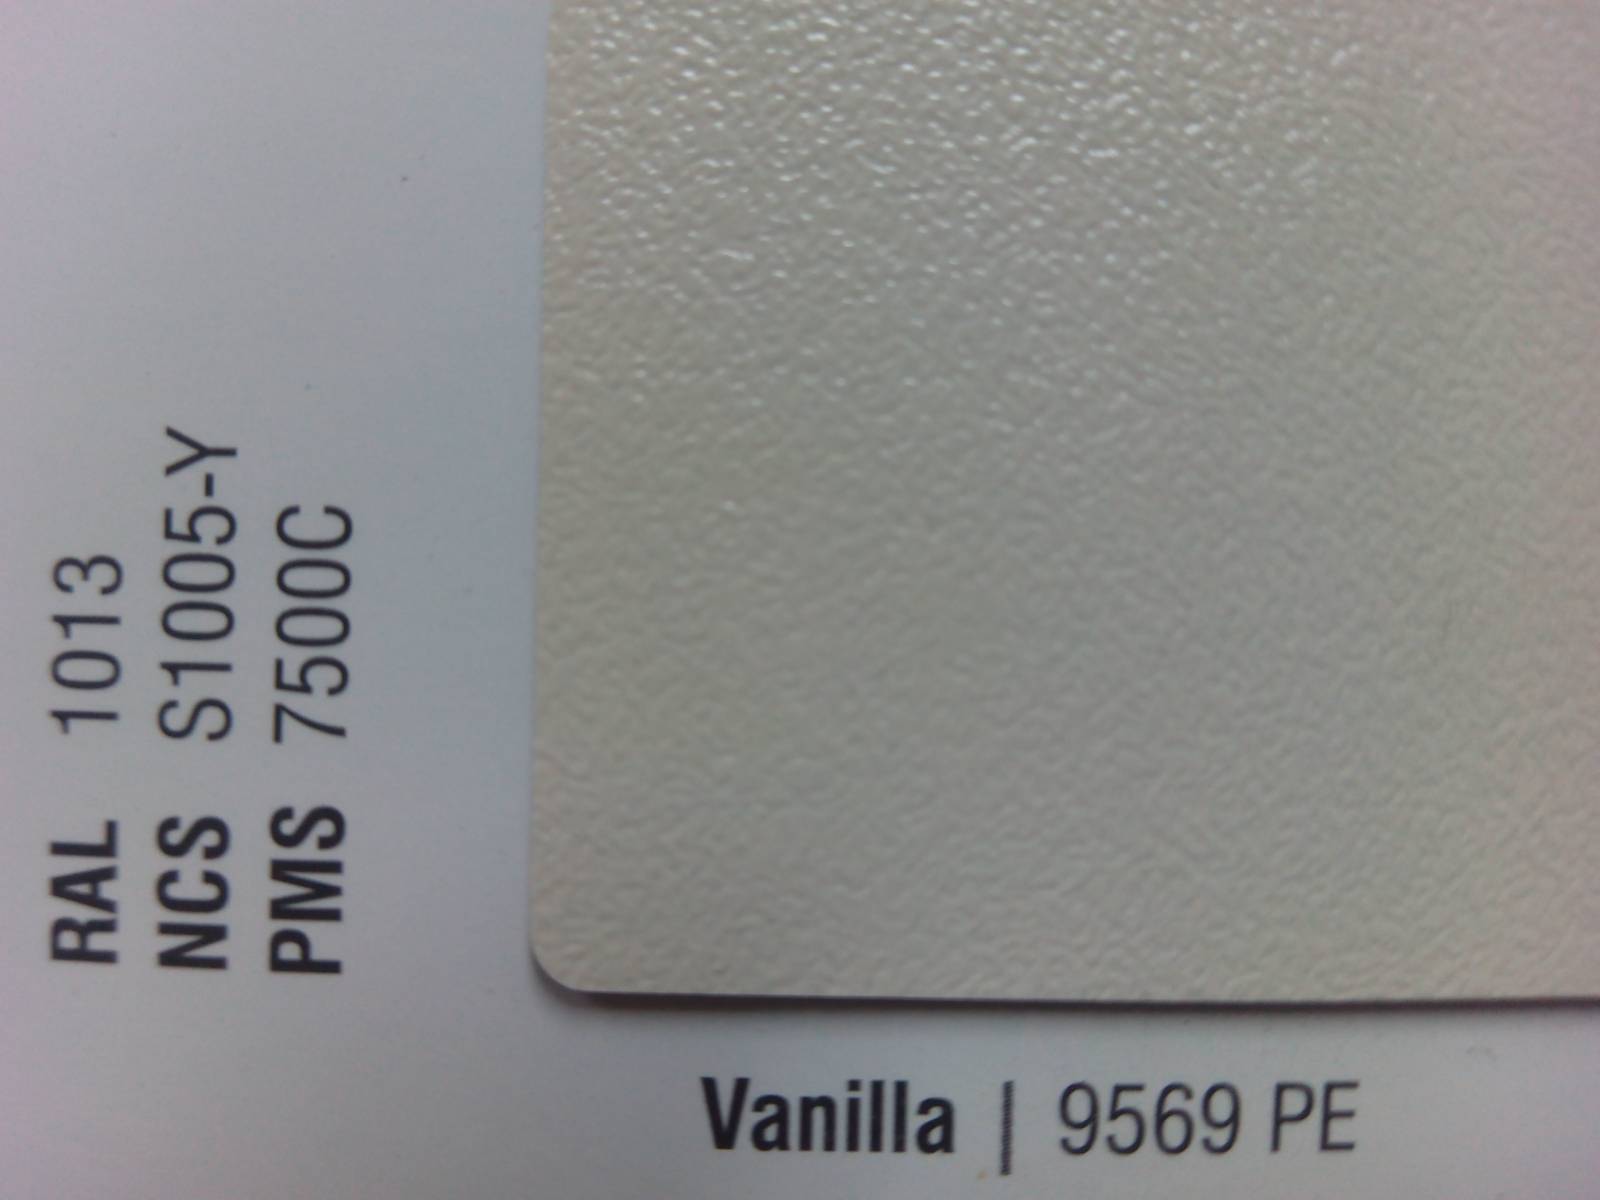 RAL 1013
NCS S1005-Y
PMS 7500C
Vanilla | 9569 PE